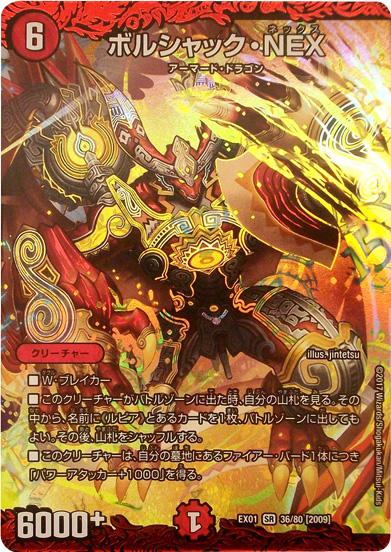 6
ネックス
ボルシャック・NEX
アーマード・ドラゴン
クリーチャー
illus. jintetsu
■W・ブレイカー
■このクリーチャーがバトルゾーンに出た時、自分の山札を見る。その
中から、名前に《ルピア》とあるカードを1枚、バトルゾーンに出しても
よい。その後、山札をシャッフルする。
■このクリーチャーは、自分の墓地にあるファイアー・バード1体につき
「パワーアタッカー+1000」を得る。
©2017 Wizards/Shogakukan/Mitsui-Kids
6000+
1
EX01 SR 36/80 [2009]